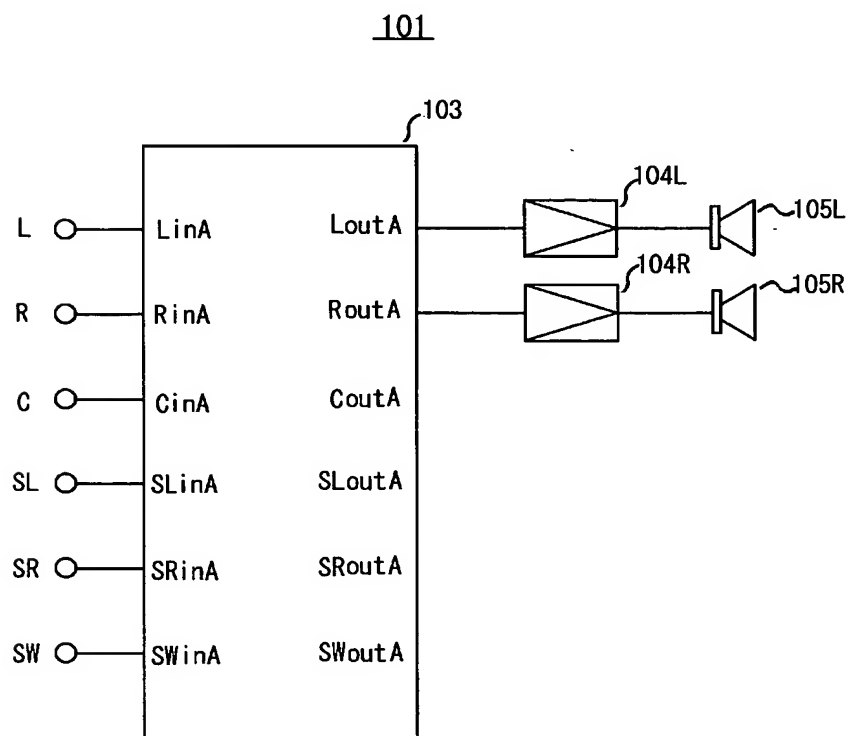 101
103
104L
L LinA LoutA
105L
104R
R RinA RoutA
105R
C CinA CoutA
SL SLinA SLoutA
SR SRinA SRoutA
SW SWinA SWoutA